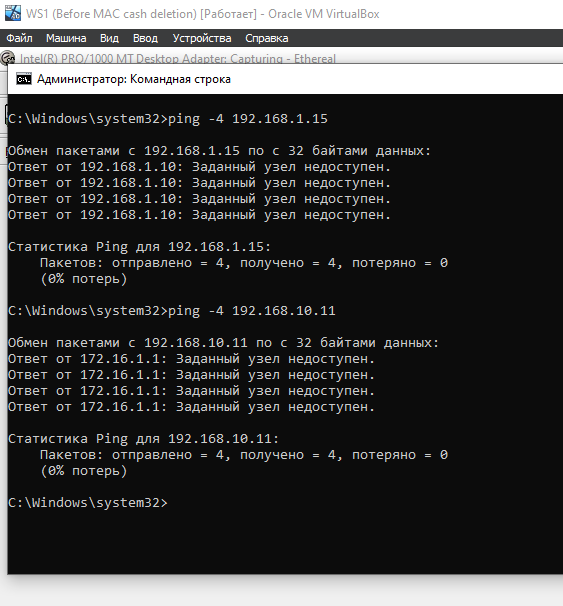 WS1 (Before MAC cash deletion) [Работает] - Oracle VM VirtualBox
Файл Машина Вид Ввод Устройства Справка
Intel(R) PRO/1000 MT Desktop Adapter: Capturing - Ethereal
Администратор: Командная строка
C:\Windows\system32>ping -4 192.168.1.15
Обмен пакетами с 192.168.1.15 по с 32 байтами данных:
Ответ от 192.168.1.10: Заданный узел недоступен.
Ответ от 192.168.1.10: Заданный узел недоступен.
Ответ от 192.168.1.10: Заданный узел недоступен.
Ответ от 192.168.1.10: Заданный узел недоступен.
Статистика Ping для 192.168.1.15:
Пакетов: отправлено = 4, получено = 4, потеряно = 0
(0% потерь)
C:\Windows\system32>ping -4 192.168.10.11
Обмен пакетами с 192.168.10.11 по с 32 байтами данных:
Ответ от 172.16.1.1: Заданный узел недоступен.
Ответ от 172.16.1.1: Заданный узел недоступен.
Ответ от 172.16.1.1: Заданный узел недоступен.
Ответ от 172.16.1.1: Заданный узел недоступен.
Статистика Ping для 192.168.10.11:
Пакетов: отправлено = 4, получено = 4, потеряно = 0
(0% потерь)
C:\Windows\system32>